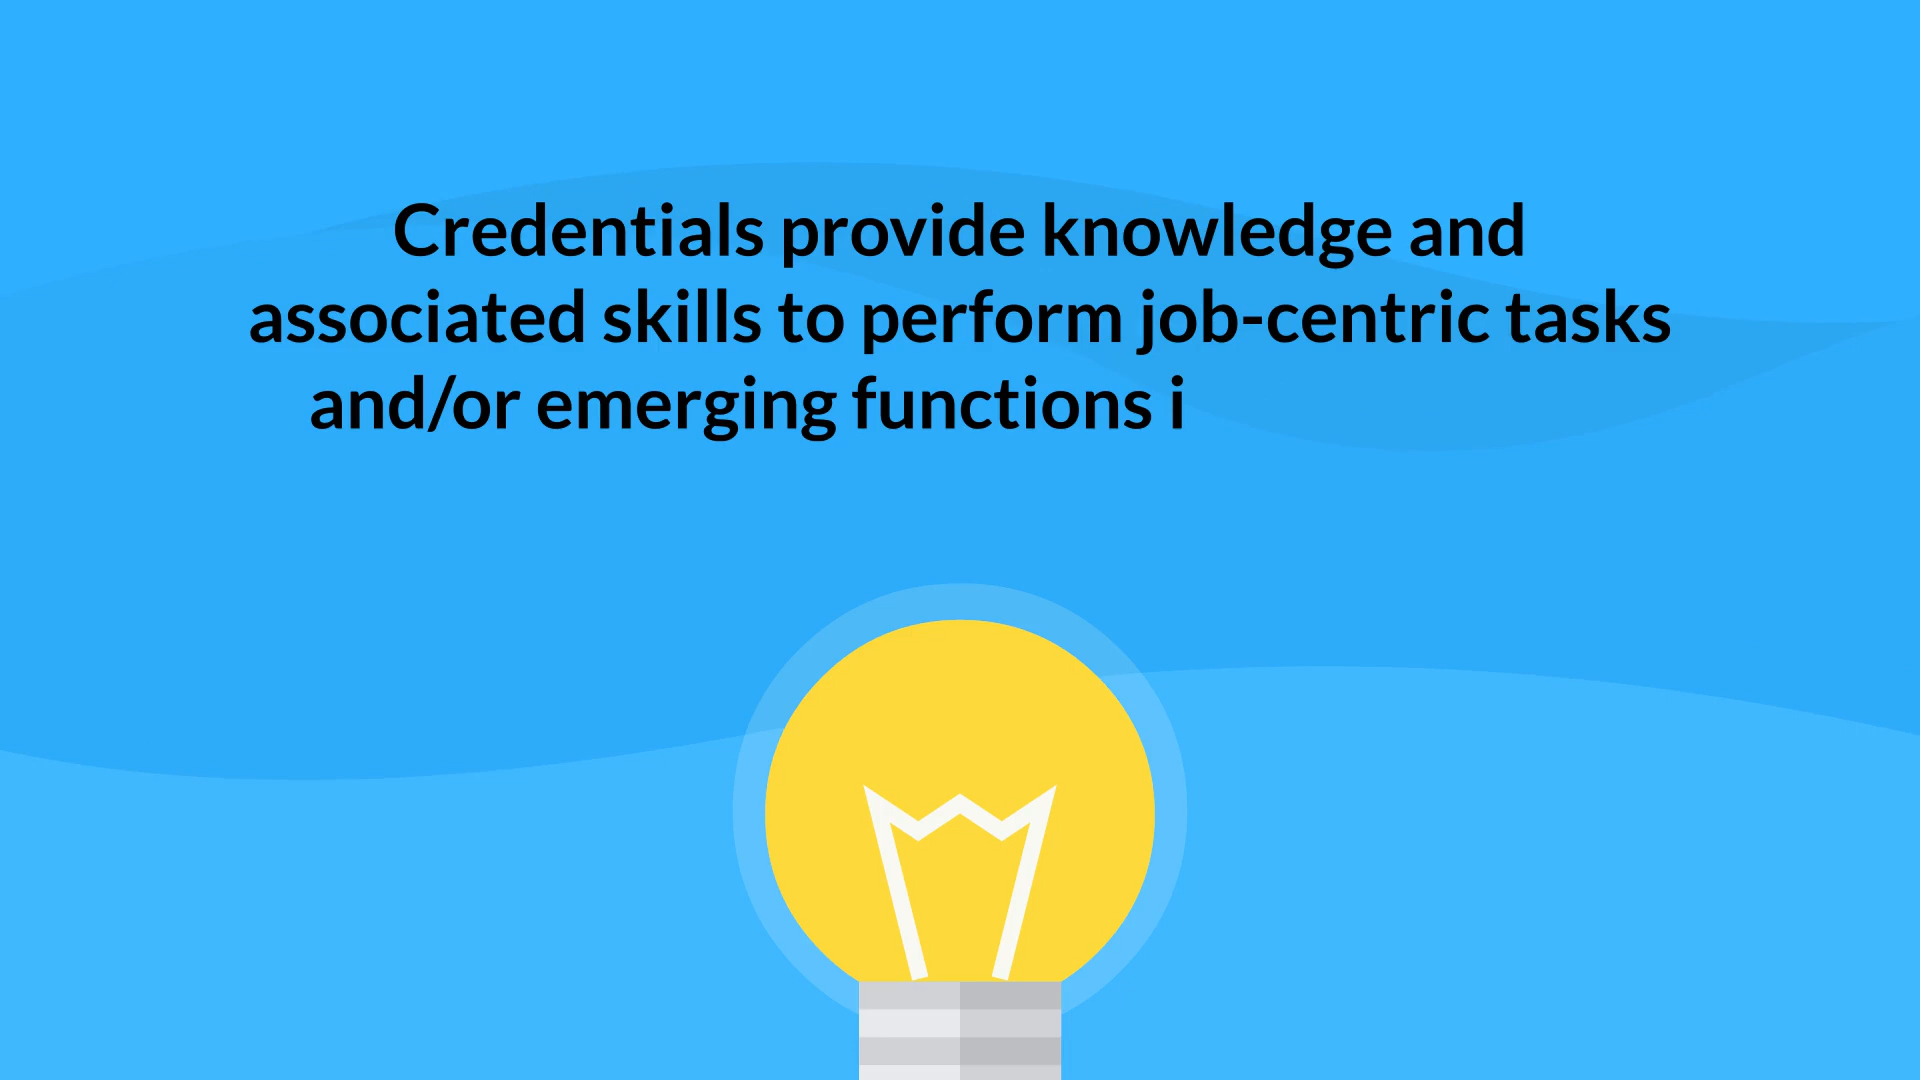 Credentials provide knowledge and
associated skills to perform job-centric tasks
and/or emerging functions i